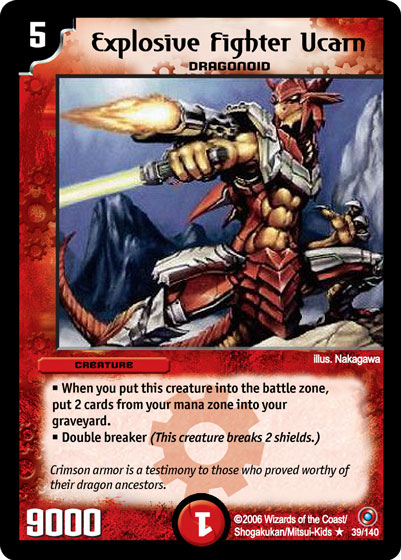 5
Explosive Fighter Ucarn
DRAGONOID
illus. Nakagawa
CREATURE
▪ When you put this creature into the battle zone,
put 2 cards from your mana zone into your
graveyard.
▪ Double breaker (This creature breaks 2 shields.)
Crimson armor is a testimony to those who proved worthy of
their dragon ancestors.
9000
1
©2006 Wizards of the Coast/
Shogakukan/Mitsui-Kids ★ 39/140